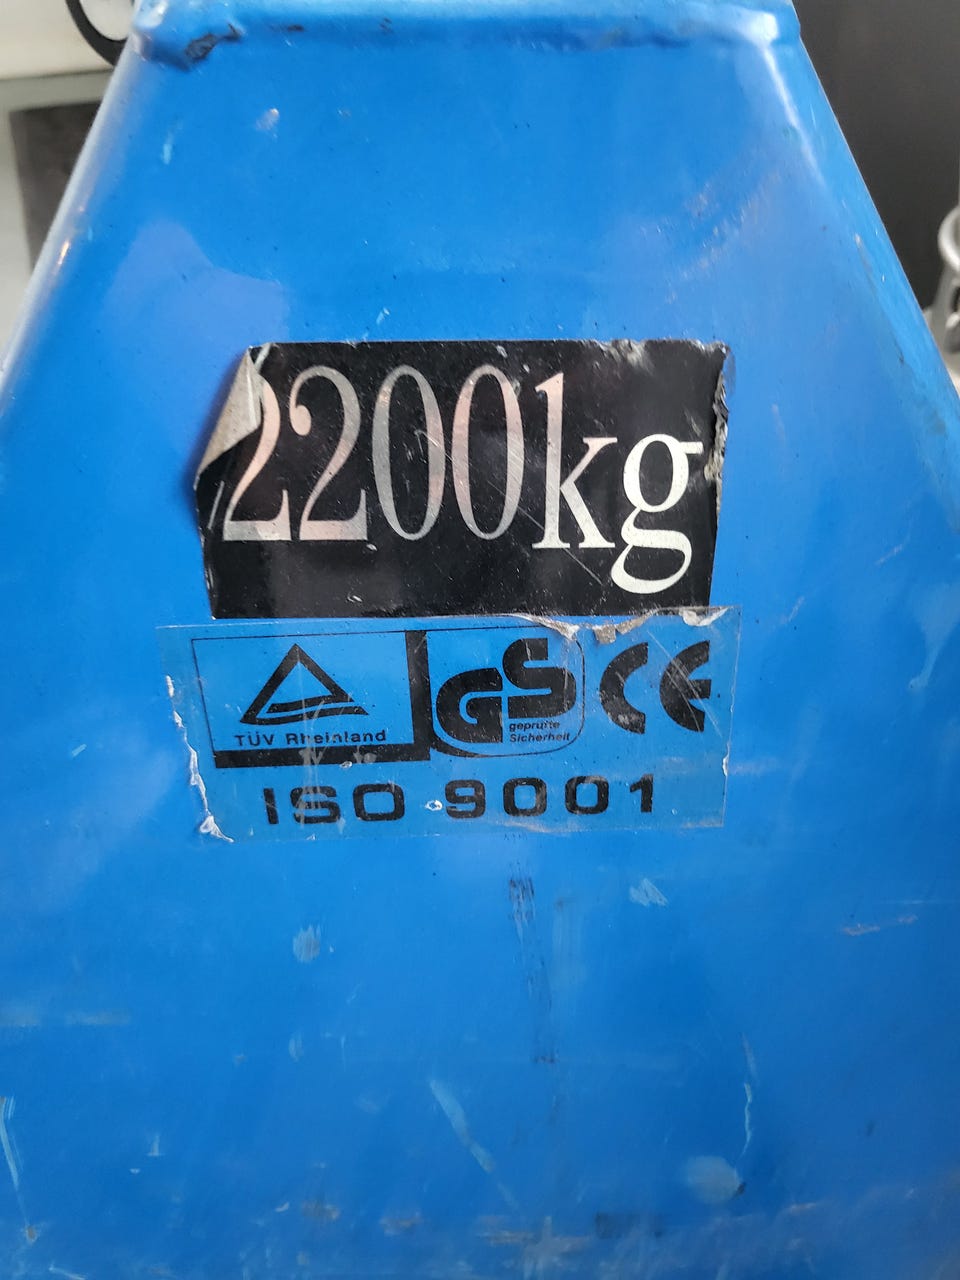 2200kg
TÜV Rheinland
GS CE
geprüfte
Sicherheit
ISO 9001